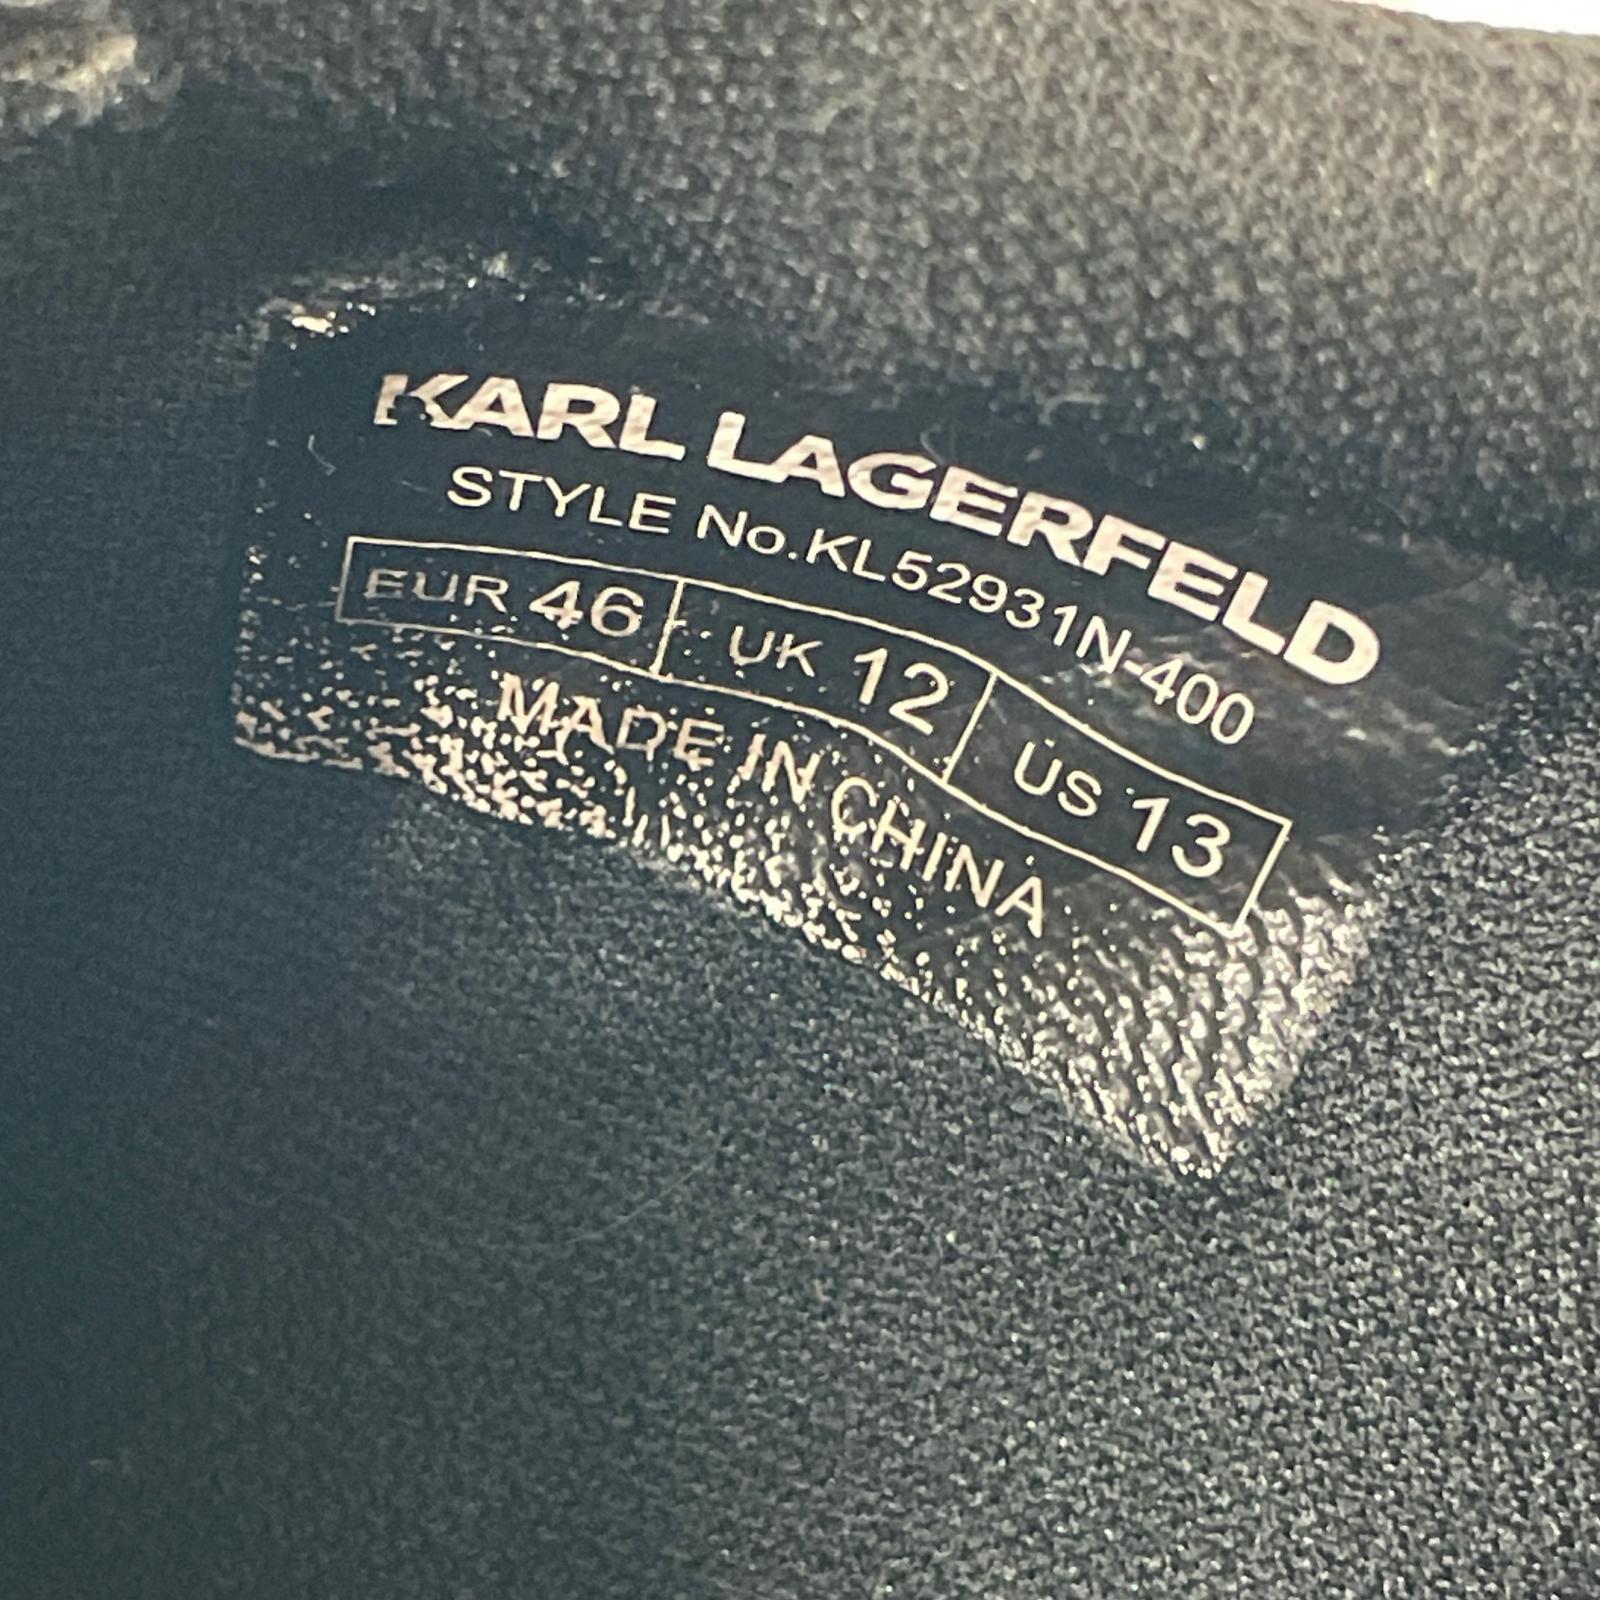 KARL LAGERFELD
STYLE No.KL52931N-400
EUR 46 UK 12 US 13
MADE IN CHINA